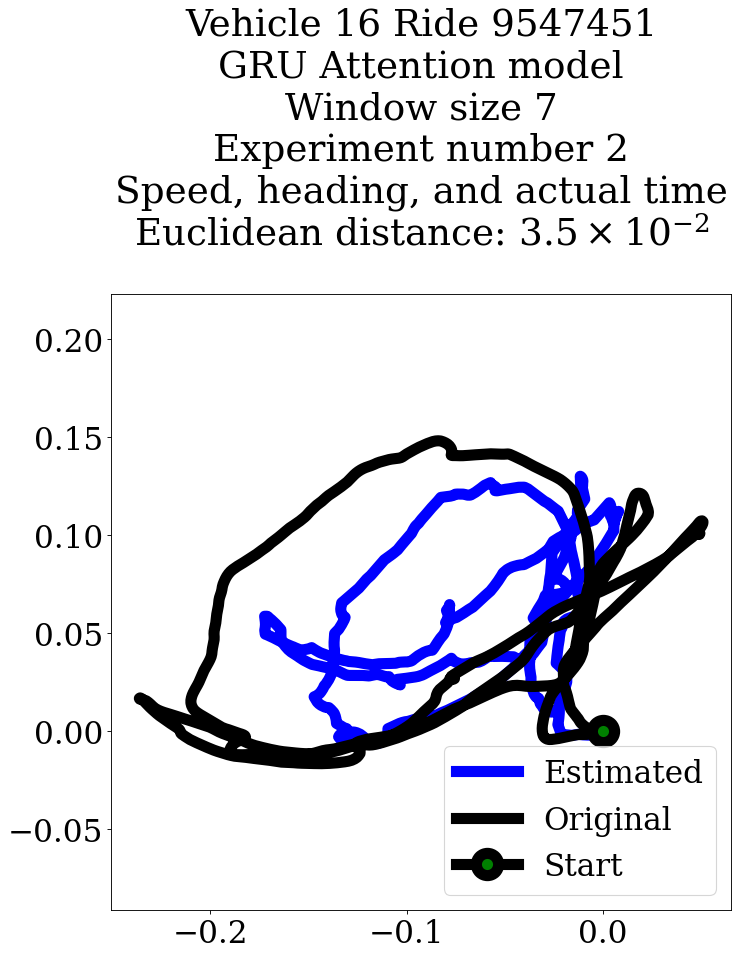 Vehicle 16 Ride 9547451
GRU Attention model
Window size 7
Experiment number 2
Speed, heading, and actual time
Euclidean distance: 3.5 × 10⁻²
0.20
0.15
0.10
0.05
0.00
−0.05
−0.2
−0.1
0.0
Estimated
Original
Start